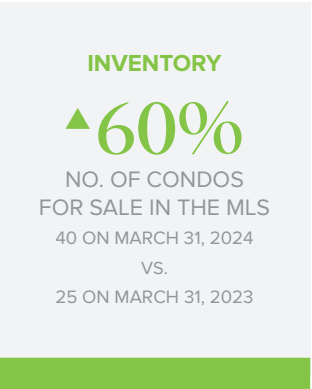 INVENTORY
▲60%
NO. OF CONDOS
FOR SALE IN THE MLS
40 ON MARCH 31, 2024
VS.
25 ON MARCH 31, 2023